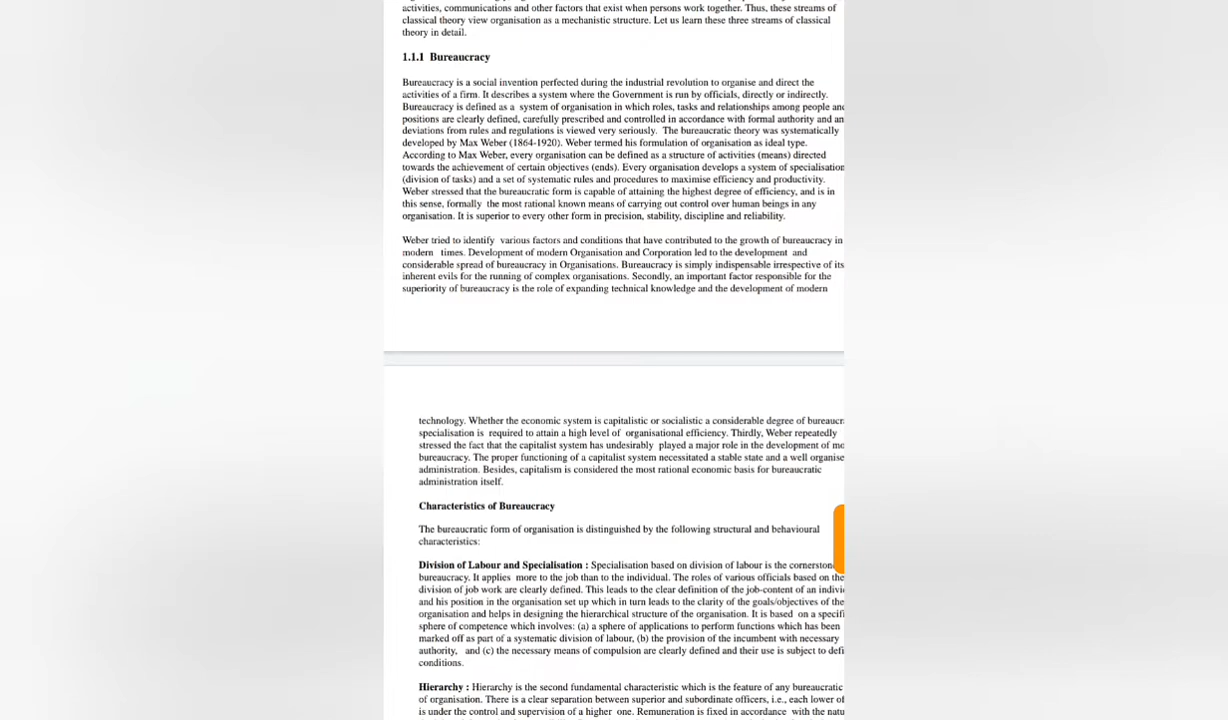 activities, communications and other factors that exist when persons work together. Thus, these streams of
classical theory view organisation as a mechanistic structure. Let us learn these three streams of classical
theory in detail.
1.1.1 Bureaucracy
Bureaucracy is a social invention perfected during the industrial revolution to organise and direct the
activities of a firm. It describes a system where the Government is run by officials, directly or indirectly.
Bureaucracy is defined as a system of organisation in which roles, tasks and relationships among people and
positions are clearly defined, carefully prescribed and controlled in accordance with formal authority and an
deviations from rules and regulations is viewed very seriously. The bureaucratic theory was systematically
developed by Max Weber (1864-1920). Weber termed his formulation of organisation as ideal type.
According to Max Weber, every organisation can be defined as a structure of activities (means) directed
towards the achievement of certain objectives (ends). Every organisation develops a system of specialisation
(division of tasks) and a set of systematic rules and procedures to maximise efficiency and productivity.
Weber stressed that the bureaucratic form is capable of attaining the highest degree of efficiency, and is in
this sense, formally the most rational known means of carrying out control over human beings in any
organisation. It is superior to every other form in precision, stability, discipline and reliability.
Weber tried to identify various factors and conditions that have contributed to the growth of bureaucracy in
modern times. Development of modern Organisation and Corporation led to the development and
considerable spread of bureaucracy in Organisations. Bureaucracy is simply indispensable irrespective of its
inherent evils for the running of complex organisations. Secondly, an important factor responsible for the
superiority of bureaucracy is the role of expanding technical knowledge and the development of modern
technology. Whether the economic system is capitalistic or socialistic a considerable degree of bureaucr
specialisation is required to attain a high level of organisational efficiency. Thirdly, Weber repeatedly
stressed the fact that the capitalist system has undesirably played a major role in the development of mo
bureaucracy. The proper functioning of a capitalist system necessitated a stable state and a well organise
administration. Besides, capitalism is considered the most rational economic basis for bureaucratic
administration itself.
Characteristics of Bureaucracy
The bureaucratic form of organisation is distinguished by the following structural and behavioural
characteristics:
Division of Labour and Specialisation : Specialisation based on division of labour is the cornerston
bureaucracy. It applies more to the job than to the individual. The roles of various officials based on the
division of job work are clearly defined. This leads to the clear definition of the job-content of an indivi
and his position in the organisation set up which in turn leads to the clarity of the goals/objectives of the
organisation and helps in designing the hierarchical structure of the organisation. It is based on a specifi
sphere of competence which involves: (a) a sphere of applications to perform functions which has been
marked off as part of a systematic division of labour, (b) the provision of the incumbent with necessary
authority, and (c) the necessary means of compulsion are clearly defined and their use is subject to defi
conditions.
Hierarchy : Hierarchy is the second fundamental characteristic which is the feature of any bureaucratic
of organisation. There is a clear separation between superior and subordinate officers, i.e., each lower of
is under the control and supervision of a higher one. Remuneration is fixed in accordance with the natu